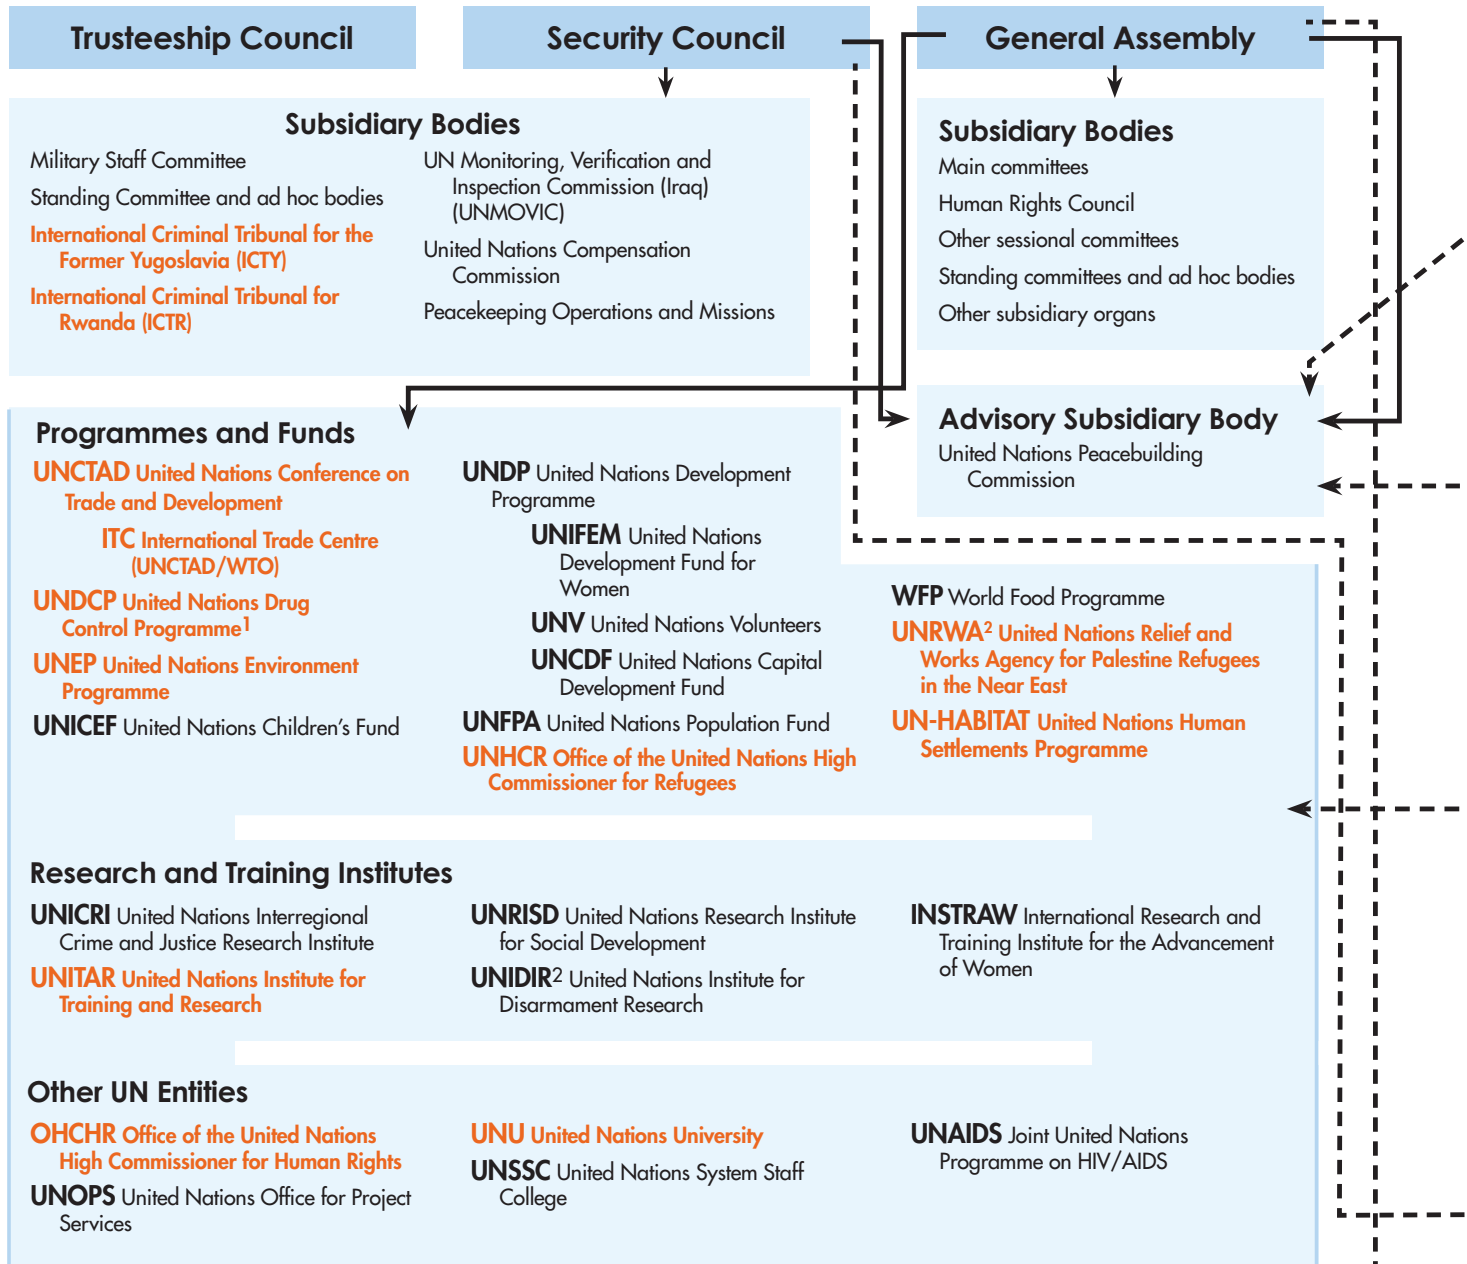 Trusteeship Council
Security Council
General Assembly
Subsidiary Bodies
Military Staff Committee
Standing Committee and ad hoc bodies
International Criminal Tribunal for the
Former Yugoslavia (ICTY)
International Criminal Tribunal for
Rwanda (ICTR)
UN Monitoring, Verification and
Inspection Commission (Iraq)
(UNMOVIC)
United Nations Compensation
Commission
Peacekeeping Operations and Missions
Subsidiary Bodies
Main committees
Human Rights Council
Other sessional committees
Standing committees and ad hoc bodies
Other subsidiary organs
Advisory Subsidiary Body
United Nations Peacebuilding
Commission
Programmes and Funds
UNCTAD United Nations Conference on
Trade and Development
ITC International Trade Centre
(UNCTAD/WTO)
UNDCP United Nations Drug
Control Programme1
UNEP United Nations Environment
Programme
UNICEF United Nations Children's Fund
UNDP United Nations Development
Programme
UNIFEM United Nations
Development Fund for
Women
UNV United Nations Volunteers
UNCDF United Nations Capital
Development Fund
UNFPA United Nations Population Fund
UNHCR Office of the United Nations High
Commissioner for Refugees
WFP World Food Programme
UNRWA2 United Nations Relief and
Works Agency for Palestine Refugees
in the Near East
UN-HABITAT United Nations Human
Settlements Programme
Research and Training Institutes
UNICRI United Nations Interregional
Crime and Justice Research Institute
UNITAR United Nations Institute for
Training and Research
UNRISD United Nations Research Institute
for Social Development
UNIDIR2 United Nations Institute for
Disarmament Research
INSTRAW International Research and
Training Institute for the Advancement
of Women
Other UN Entities
OHCHR Office of the United Nations
High Commissioner for Human Rights
UNOPS United Nations Office for Project
Services
UNU United Nations University
UNSSC United Nations System Staff
College
UNAIDS Joint United Nations
Programme on HIV/AIDS